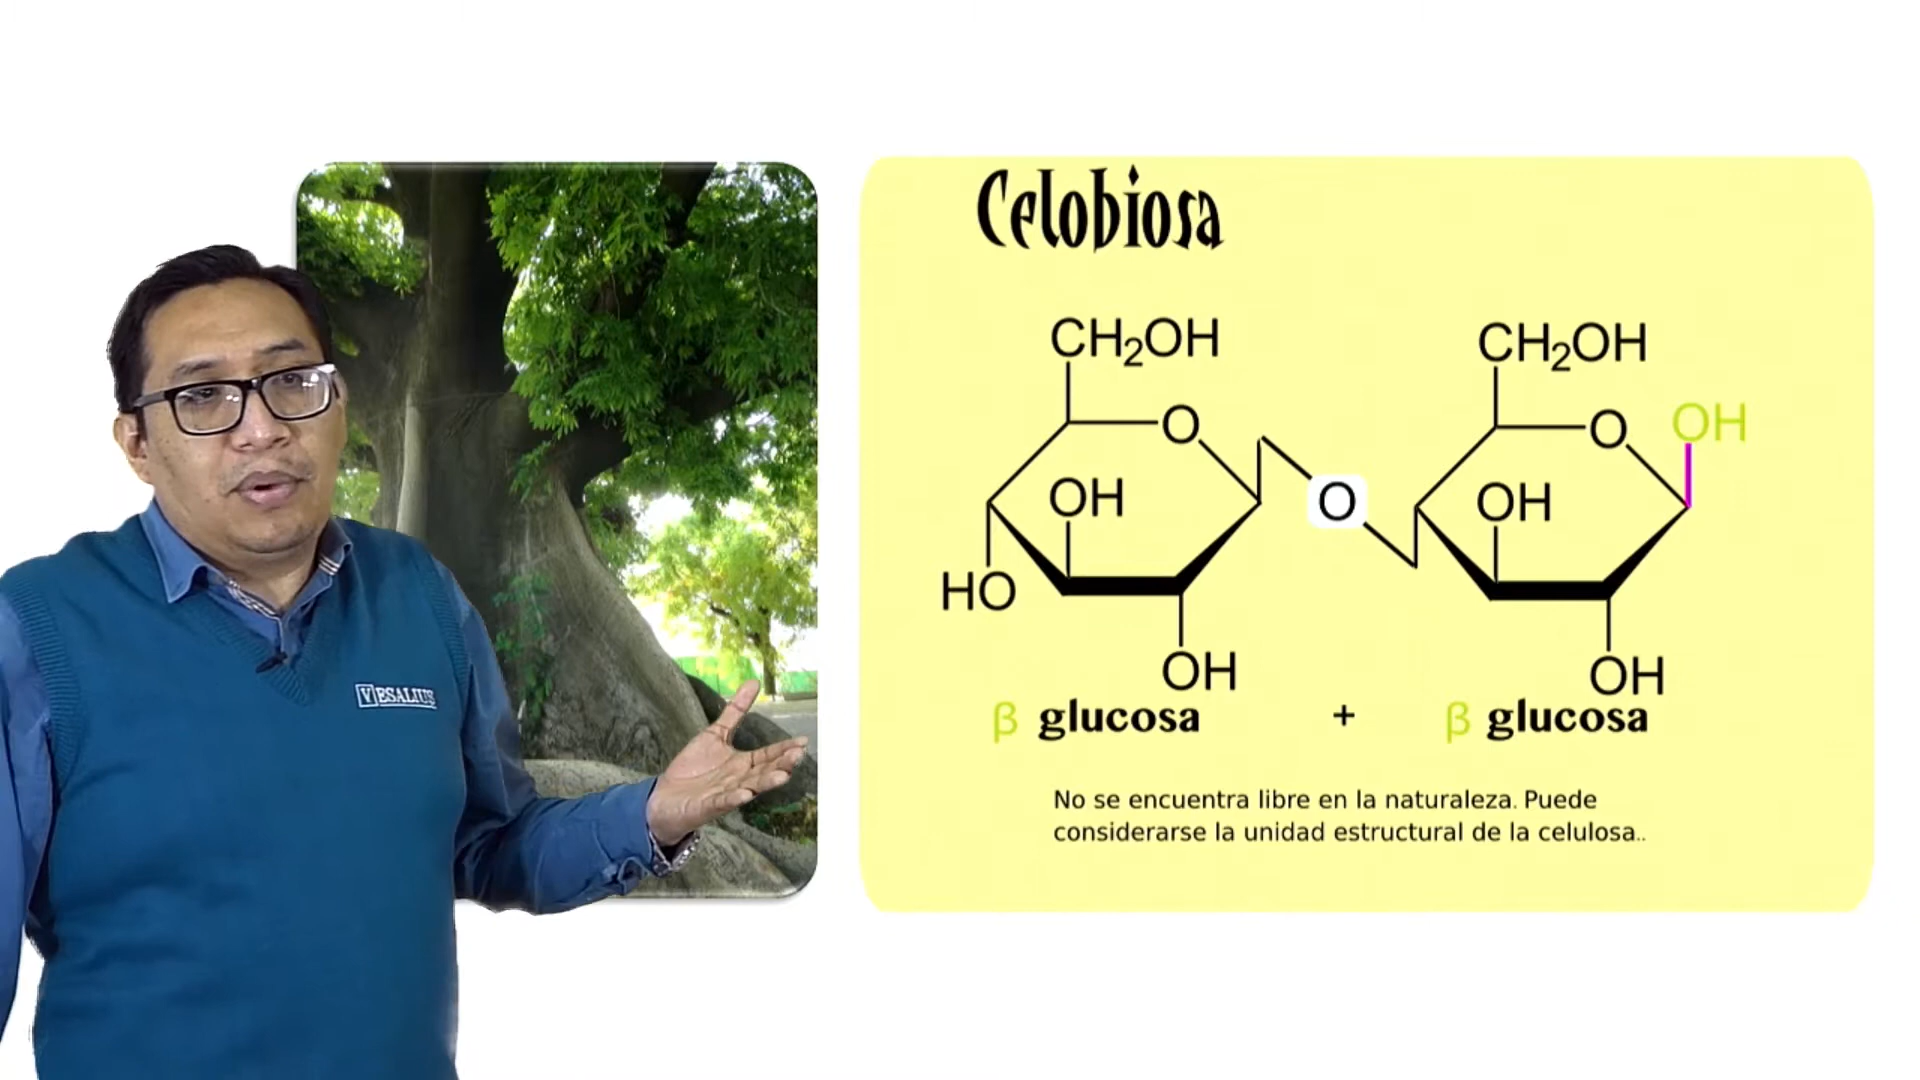 Celobiosa
CH₂OH
CH₂OH
O
O
OH
OH
OH
O
HO
OH
OH
β glucosa + β glucosa
No se encuentra libre en la naturaleza. Puede
considerarse la unidad estructural de la celulosa..
VESALIUS